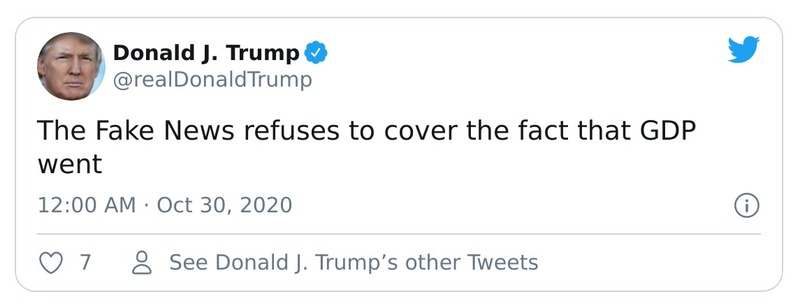 Donald J. Trump
@realDonaldTrump
The Fake News refuses to cover the fact that GDP
went
12:00 AM · Oct 30, 2020
7
See Donald J. Trump’s other Tweets